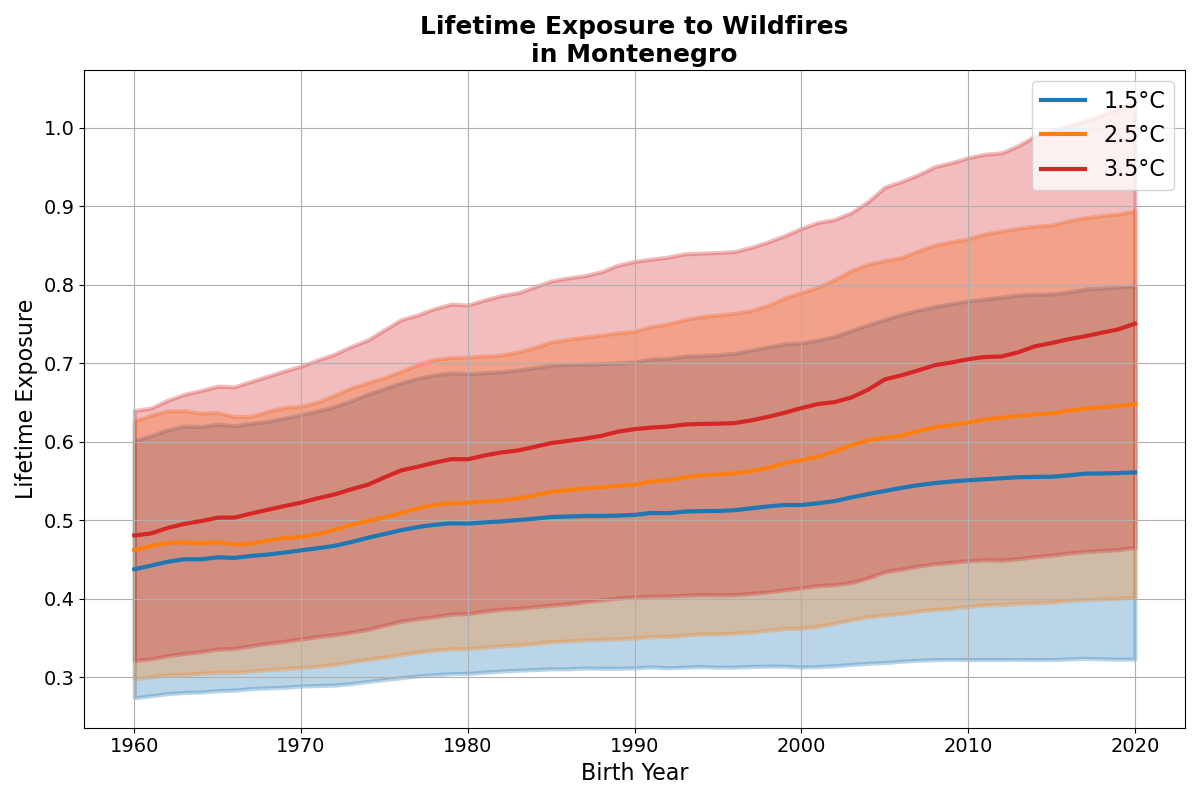 Lifetime Exposure to Wildfires
in Montenegro
1.5°C
2.5°C
3.5°C
Lifetime Exposure
1.0
0.9
0.8
0.7
0.6
0.5
0.4
0.3
1960 1970 1980 1990 2000 2010 2020
Birth Year